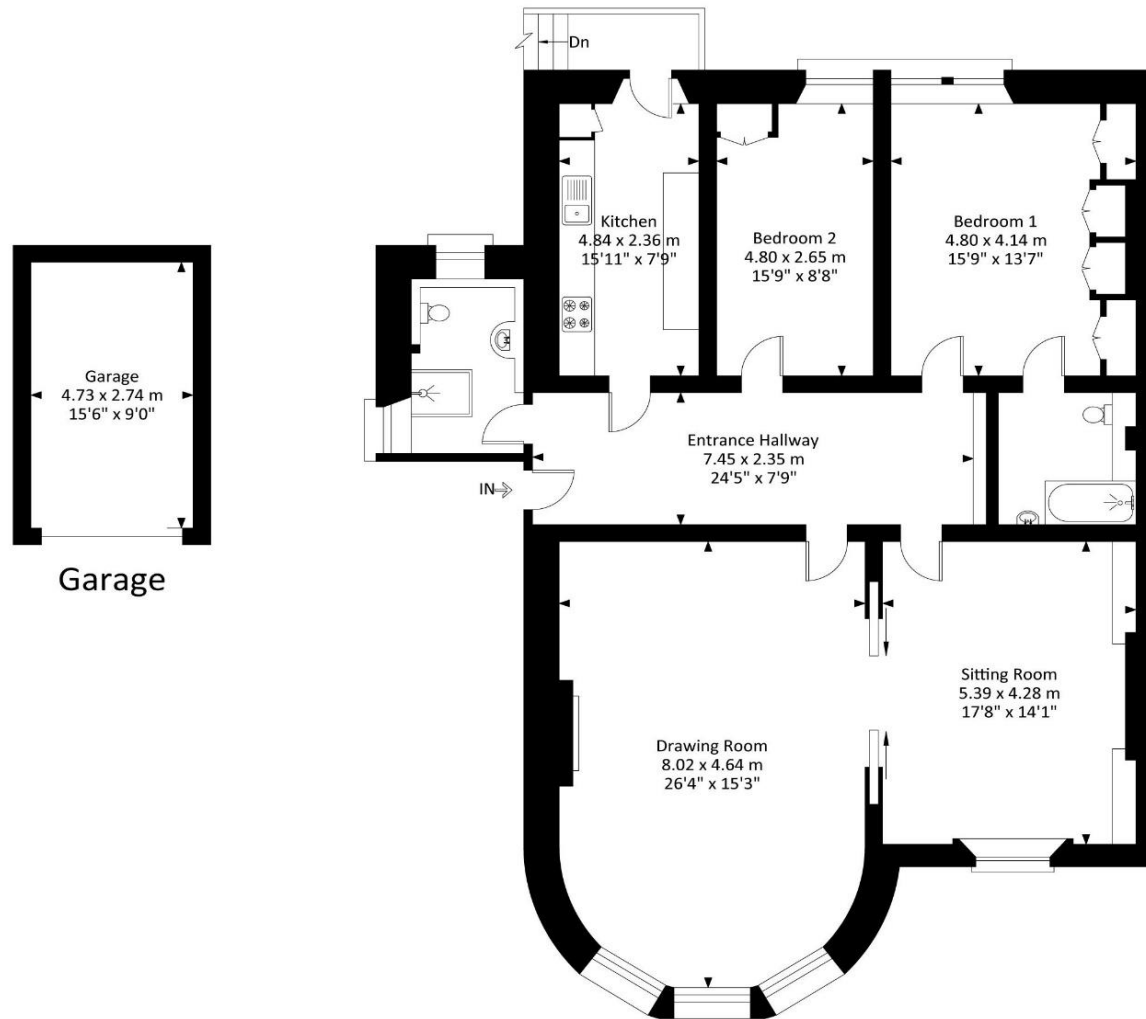 Dn
Kitchen
4.84 x 2.36 m
15'11" x 7'9"
Bedroom 2
4.80 x 2.65 m
15'9" x 8'8"
Bedroom 1
4.80 x 4.14 m
15'9" x 13'7"
Garage
4.73 x 2.74 m
15'6" x 9'0"
Garage
Entrance Hallway
7.45 x 2.35 m
24'5" x 7'9"
IN
Drawing Room
8.02 x 4.64 m
26'4" x 15'3"
Sitting Room
5.39 x 4.28 m
17'8" x 14'1"